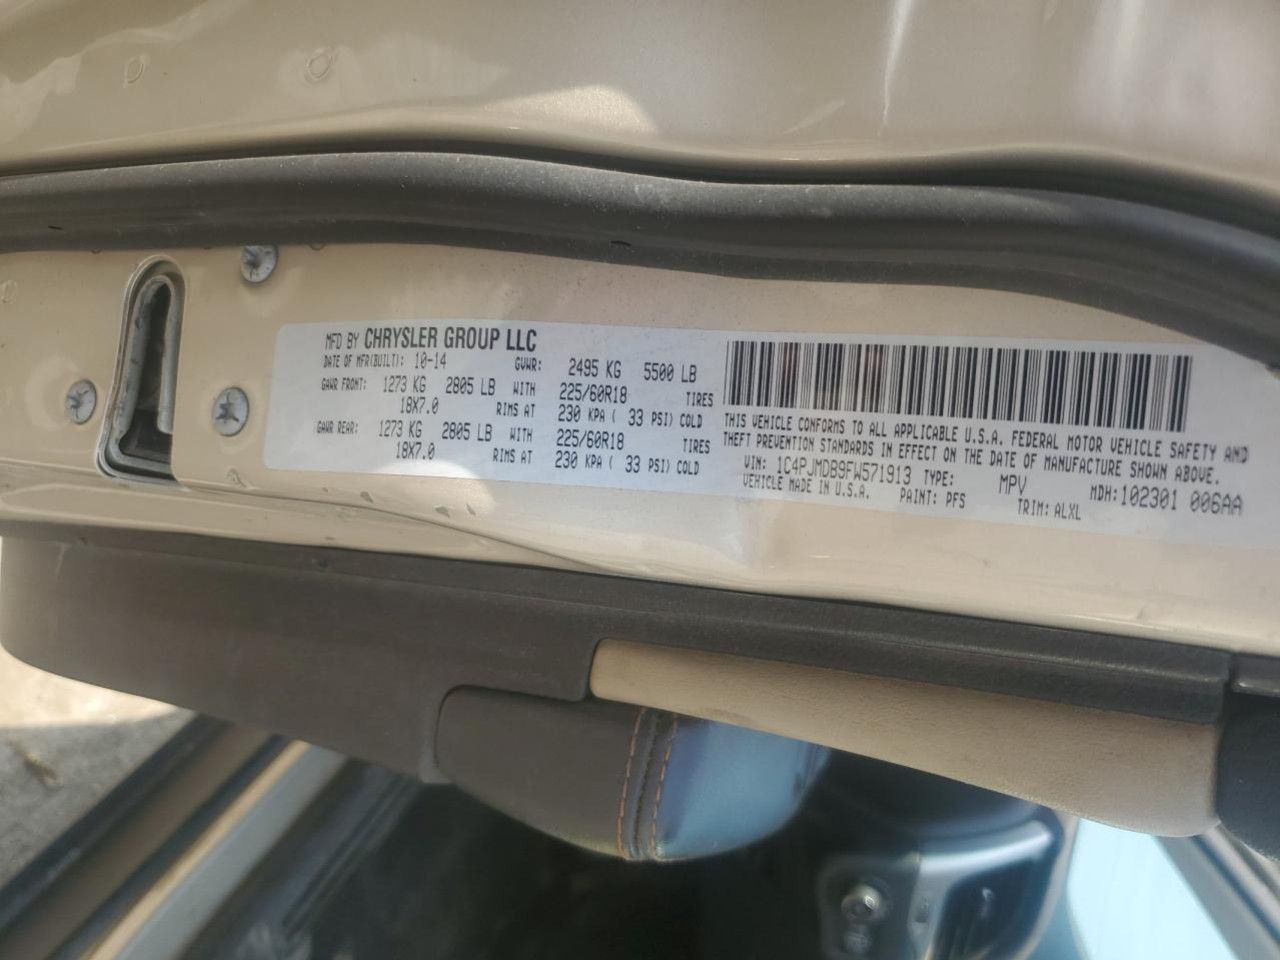 MFD BY CHRYSLER GROUP LLC
DATE OF MFR(BUILT): 10-14 GVWR: 2495 KG 5500 LB
GAWR FRONT: 1273 KG 2805 LB WITH 225/60R18 TIRES
18X7.0 RIMS AT 230 KPA ( 33 PSI) COLD
GAWR REAR: 1273 KG 2805 LB WITH 225/60R18 TIRES
18X7.0 RIMS AT 230 KPA ( 33 PSI) COLD
THIS VEHICLE CONFORMS TO ALL APPLICABLE U.S.A. FEDERAL MOTOR VEHICLE SAFETY AND
THEFT PREVENTION STANDARDS IN EFFECT ON THE DATE OF MANUFACTURE SHOWN ABOVE.
VIN: 1C4PJMDB9FW571913 TYPE: MPV MDH:102301 006AA
VEHICLE MADE IN U.S.A. PAINT: PFS TRIM: ALXL